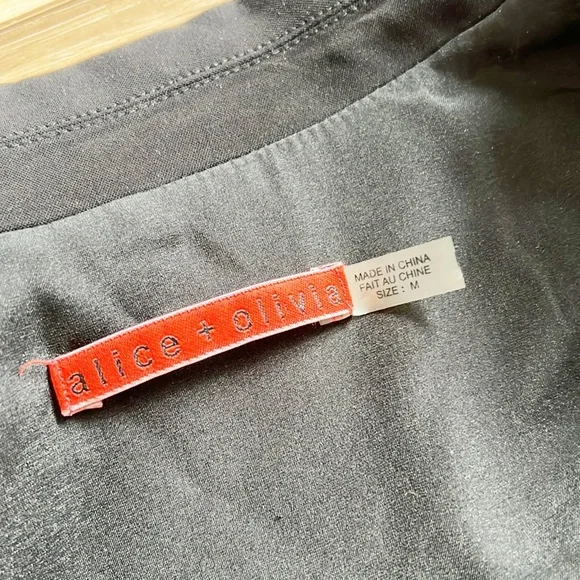 alice + olivia
MADE IN CHINA
FAIT AU CHINE
SIZE : M